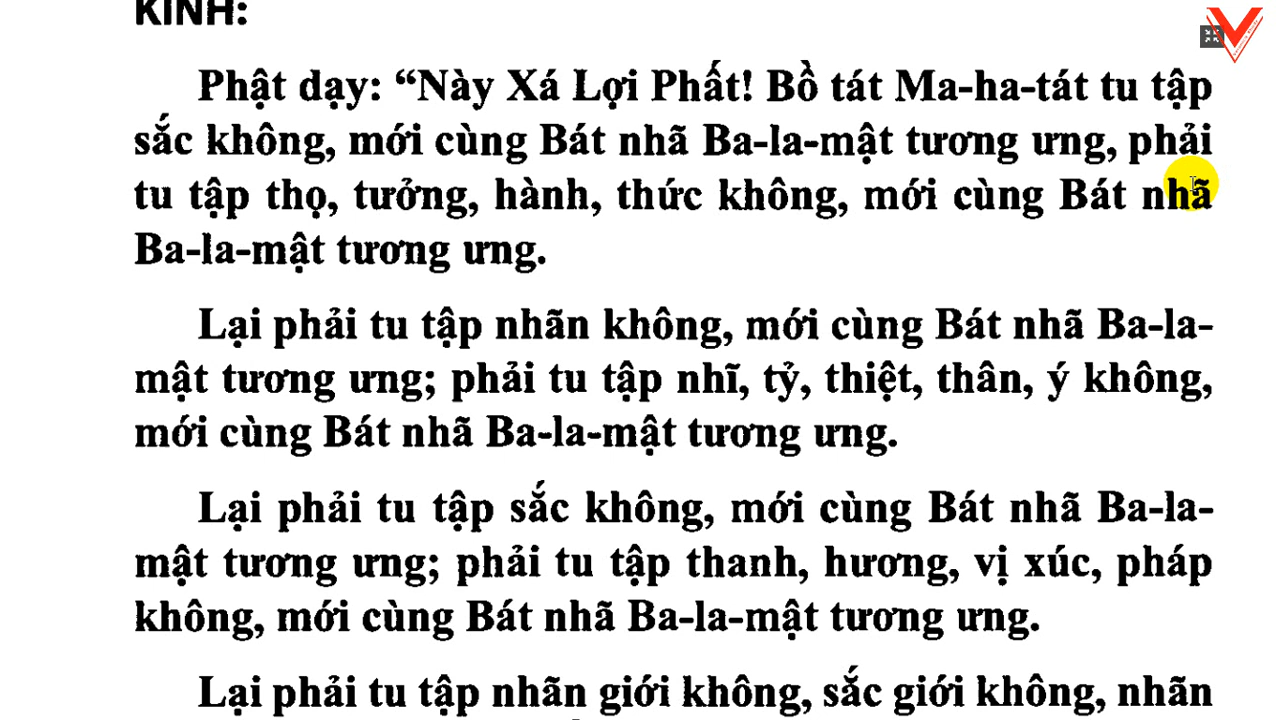 KINH:
Phật dạy: “Này Xá Lợi Phất! Bồ tát Ma-ha-tát tu tập
sắc không, mới cùng Bát nhã Ba-la-mật tương ưng, phải
tu tập thọ, tưởng, hành, thức không, mới cùng Bát nhã
Ba-la-mật tương ưng.
Lại phải tu tập nhãn không, mới cùng Bát nhã Ba-la-
mật tương ưng; phải tu tập nhĩ, tỷ, thiệt, thân, ý không,
mới cùng Bát nhã Ba-la-mật tương ưng.
Lại phải tu tập sắc không, mới cùng Bát nhã Ba-la-
mật tương ưng; phải tu tập thanh, hương, vị xúc, pháp
không, mới cùng Bát nhã Ba-la-mật tương ưng.
Lại phải tu tập nhãn giới không, sắc giới không, nhãn